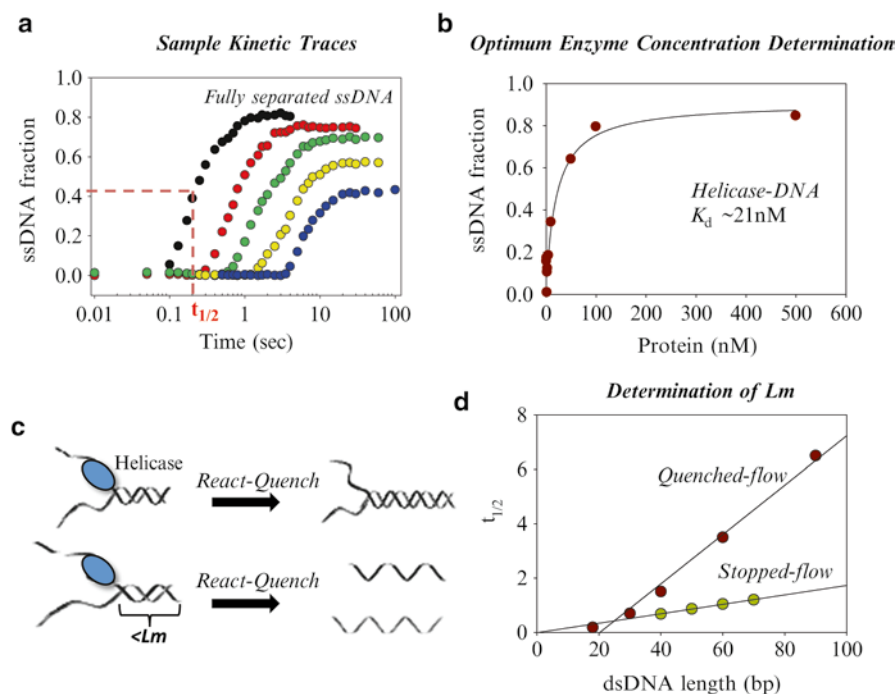 a
Sample Kinetic Traces
ssDNA fraction
1.0
0.8
0.6
0.4
0.2
0.0
Fully separated ssDNA
0.01
0.1
1
10
100
t1/2
Time (sec)
b
Optimum Enzyme Concentration Determination
ssDNA fraction
1.0
0.8
0.6
0.4
0.2
0.0
Helicase-DNA
Kd ~21nM
0
100
200
300
400
500
600
Protein (nM)
c
Helicase
React-Quench
React-Quench
<Lm
Determination of Lm
d
t1/2
8
6
4
2
0
Quenched-flow
Stopped-flow
0
20
40
60
80
100
dsDNA length (bp)